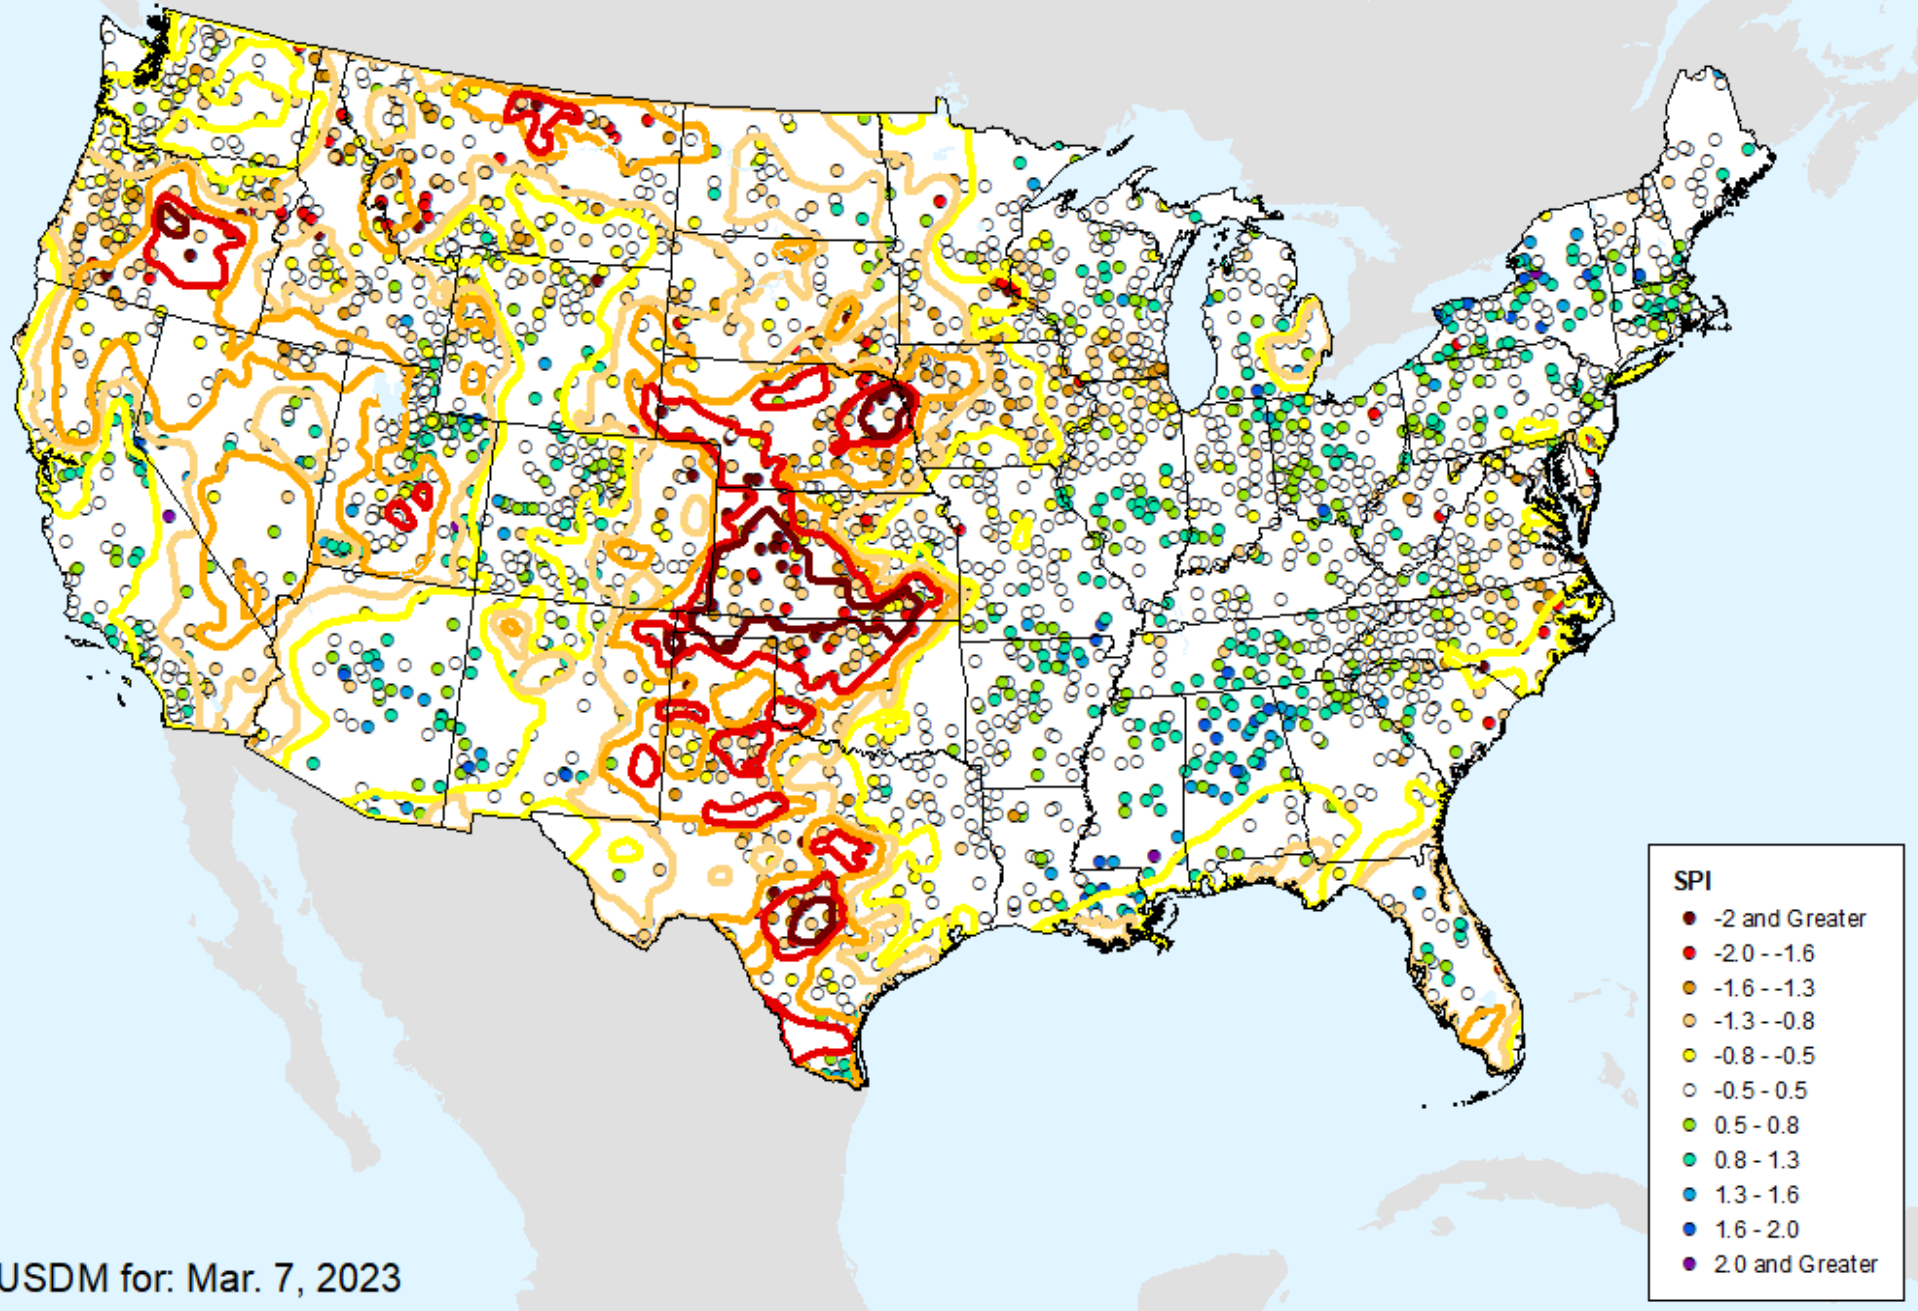 SPI
-2 and Greater
-2.0 - -1.6
-1.6 - -1.3
-1.3 - -0.8
-0.8 - -0.5
-0.5 - 0.5
0.5 - 0.8
0.8 - 1.3
1.3 - 1.6
1.6 - 2.0
2.0 and Greater
USDM for: Mar. 7, 2023